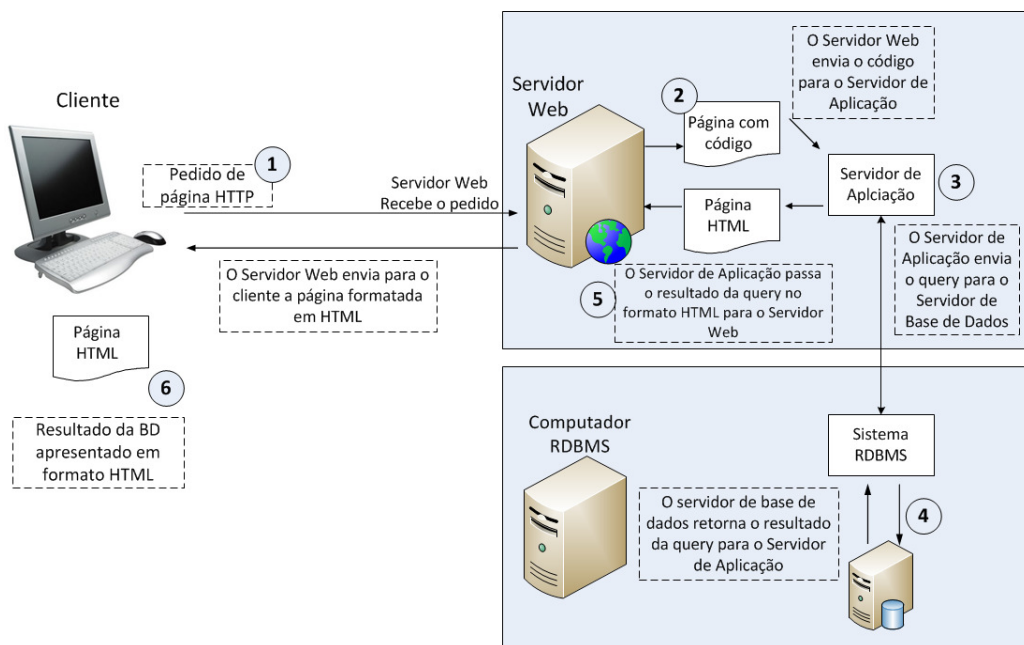 Cliente
1
Pedido de
página HTTP
Servidor Web
Recebe o pedido
O Servidor Web envia para o
cliente a página formatada
em HTML
Página
HTML
6
Resultado da BD
apresentado em
formato HTML
Servidor
Web
2
Página com
código
O Servidor Web
envia o código
para o Servidor de
Aplicação
Servidor de
Aplciação
3
Página
HTML
O Servidor de
Aplicação envia
o query para o
Servidor de
Base de Dados
5
O Servidor de Aplicação passa
o resultado da query no
formato HTML para o Servidor
Web
Computador
RDBMS
Sistema
RDBMS
O servidor de base de
dados retorna o resultado
da query para o Servidor
de Aplicação
4